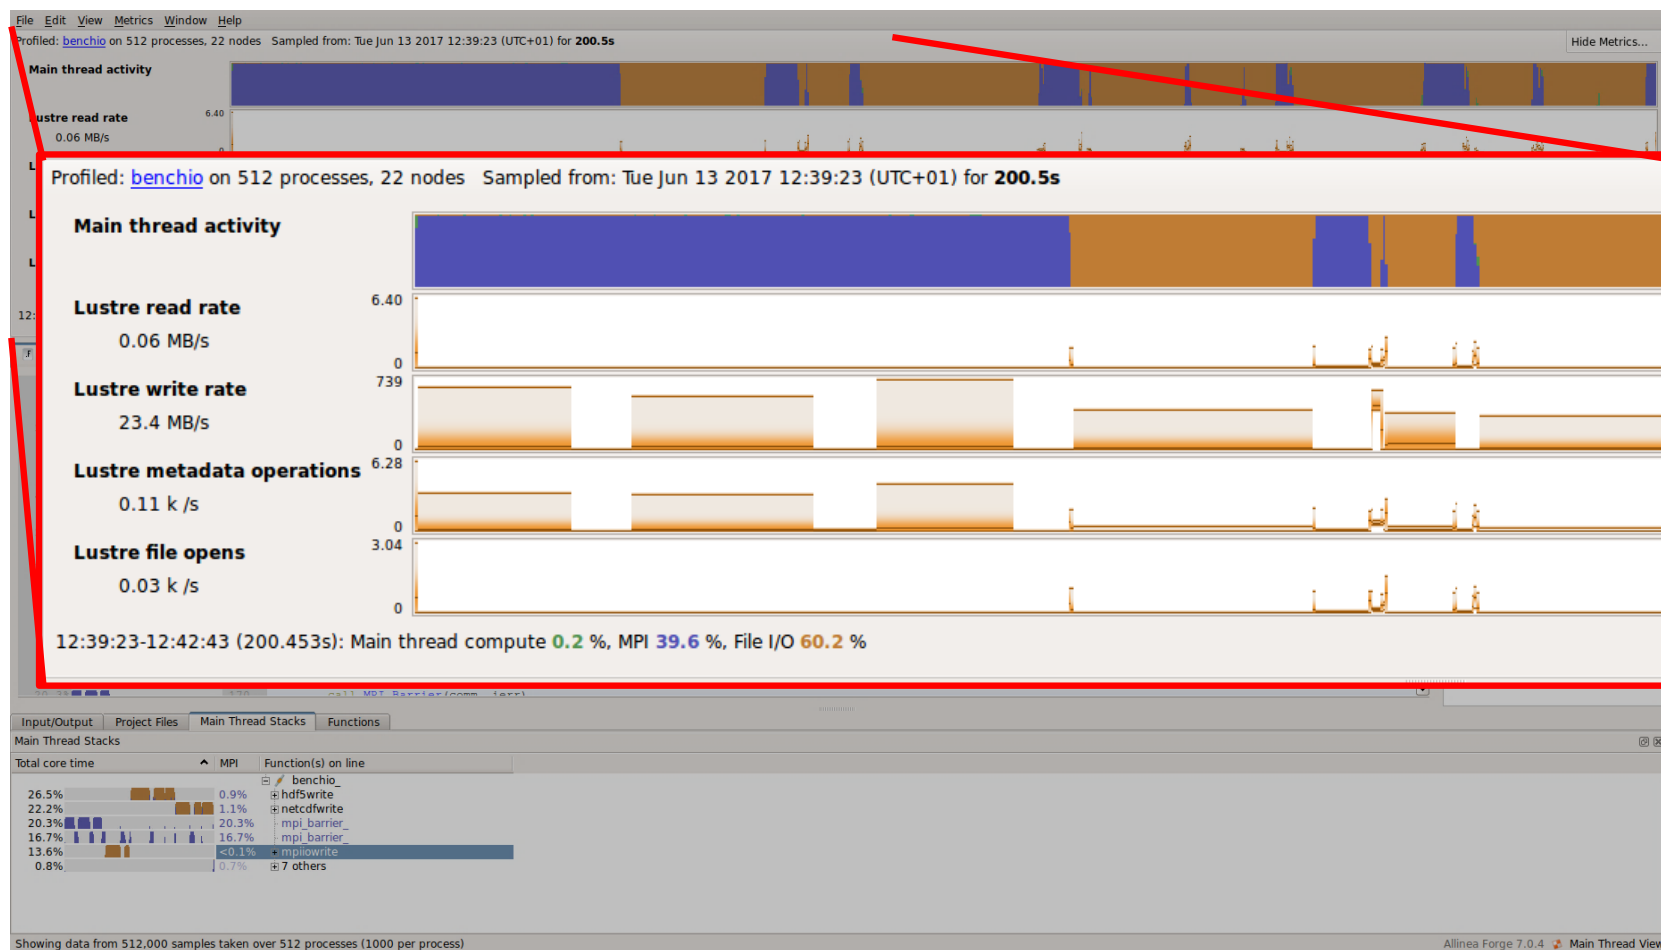 File Edit View Metrics Window Help
Profiled: benchio on 512 processes, 22 nodes Sampled from: Tue Jun 13 2017 12:39:23 (UTC+01) for 200.5s
Hide Metrics...
Main thread activity
Lustre read rate
6.40
0.06 MB/s
0
L
L
L
12:
Profiled: benchio on 512 processes, 22 nodes Sampled from: Tue Jun 13 2017 12:39:23 (UTC+01) for 200.5s
Main thread activity
Lustre read rate
6.40
0.06 MB/s
0
Lustre write rate
739
23.4 MB/s
0
Lustre metadata operations
6.28
0.11 k /s
0
Lustre file opens
3.04
0.03 k /s
0
12:39:23-12:42:43 (200.453s): Main thread compute 0.2 %, MPI 39.6 %, File I/O 60.2 %
call MPI_Barrier(comm, ierr)
Input/Output Project Files Main Thread Stacks Functions
Main Thread Stacks
Total core time MPI Function(s) on line
benchio_
26.5% 0.9% hdf5write
22.2% 1.1% netcdfwrite
20.3% 20.3% mpi_barrier_
16.7% 16.7% mpi_barrier_
13.6% <0.1% mpiiowrite
0.8% 0.7% 7 others
Showing data from 512,000 samples taken over 512 processes (1000 per process)
Allinea Forge 7.0.4 Main Thread View